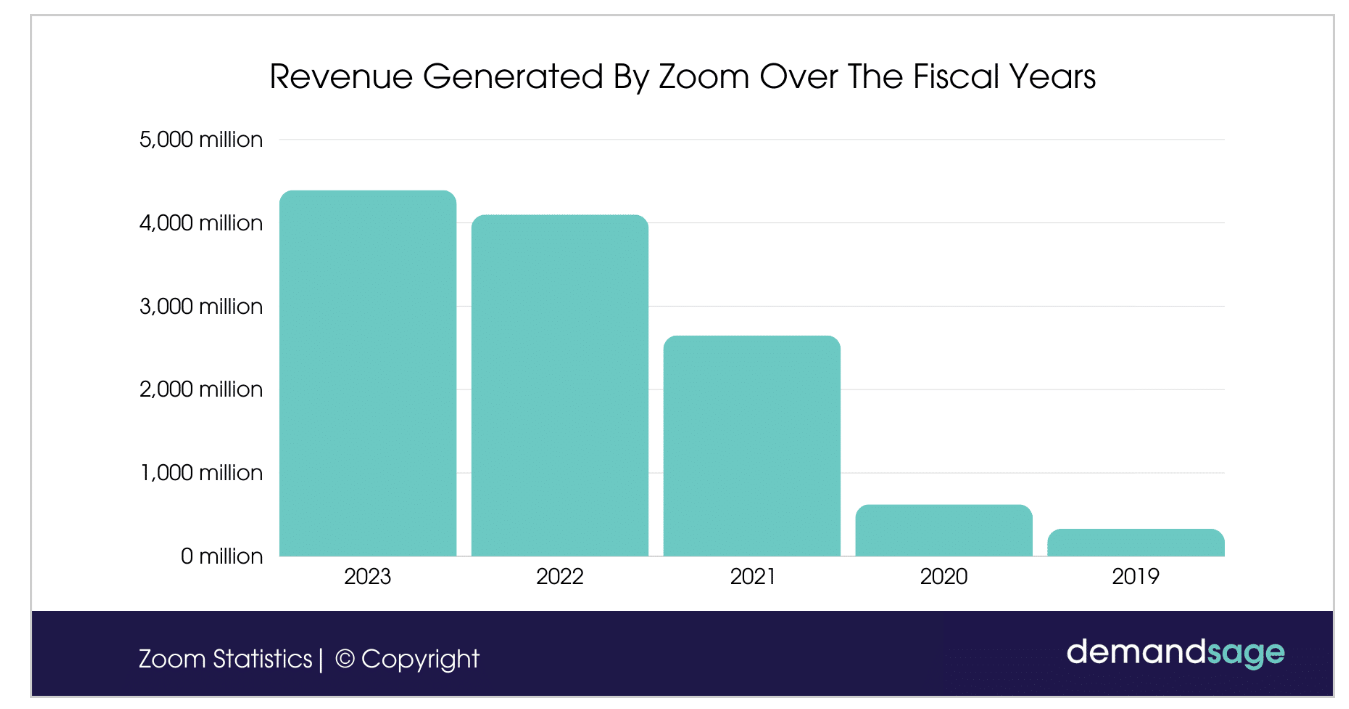 Revenue Generated By Zoom Over The Fiscal Years
5,000 million
4,000 million
3,000 million
2,000 million
1,000 million
0 million
2023 2022 2021 2020 2019
Zoom Statistics| © Copyright
demandsage